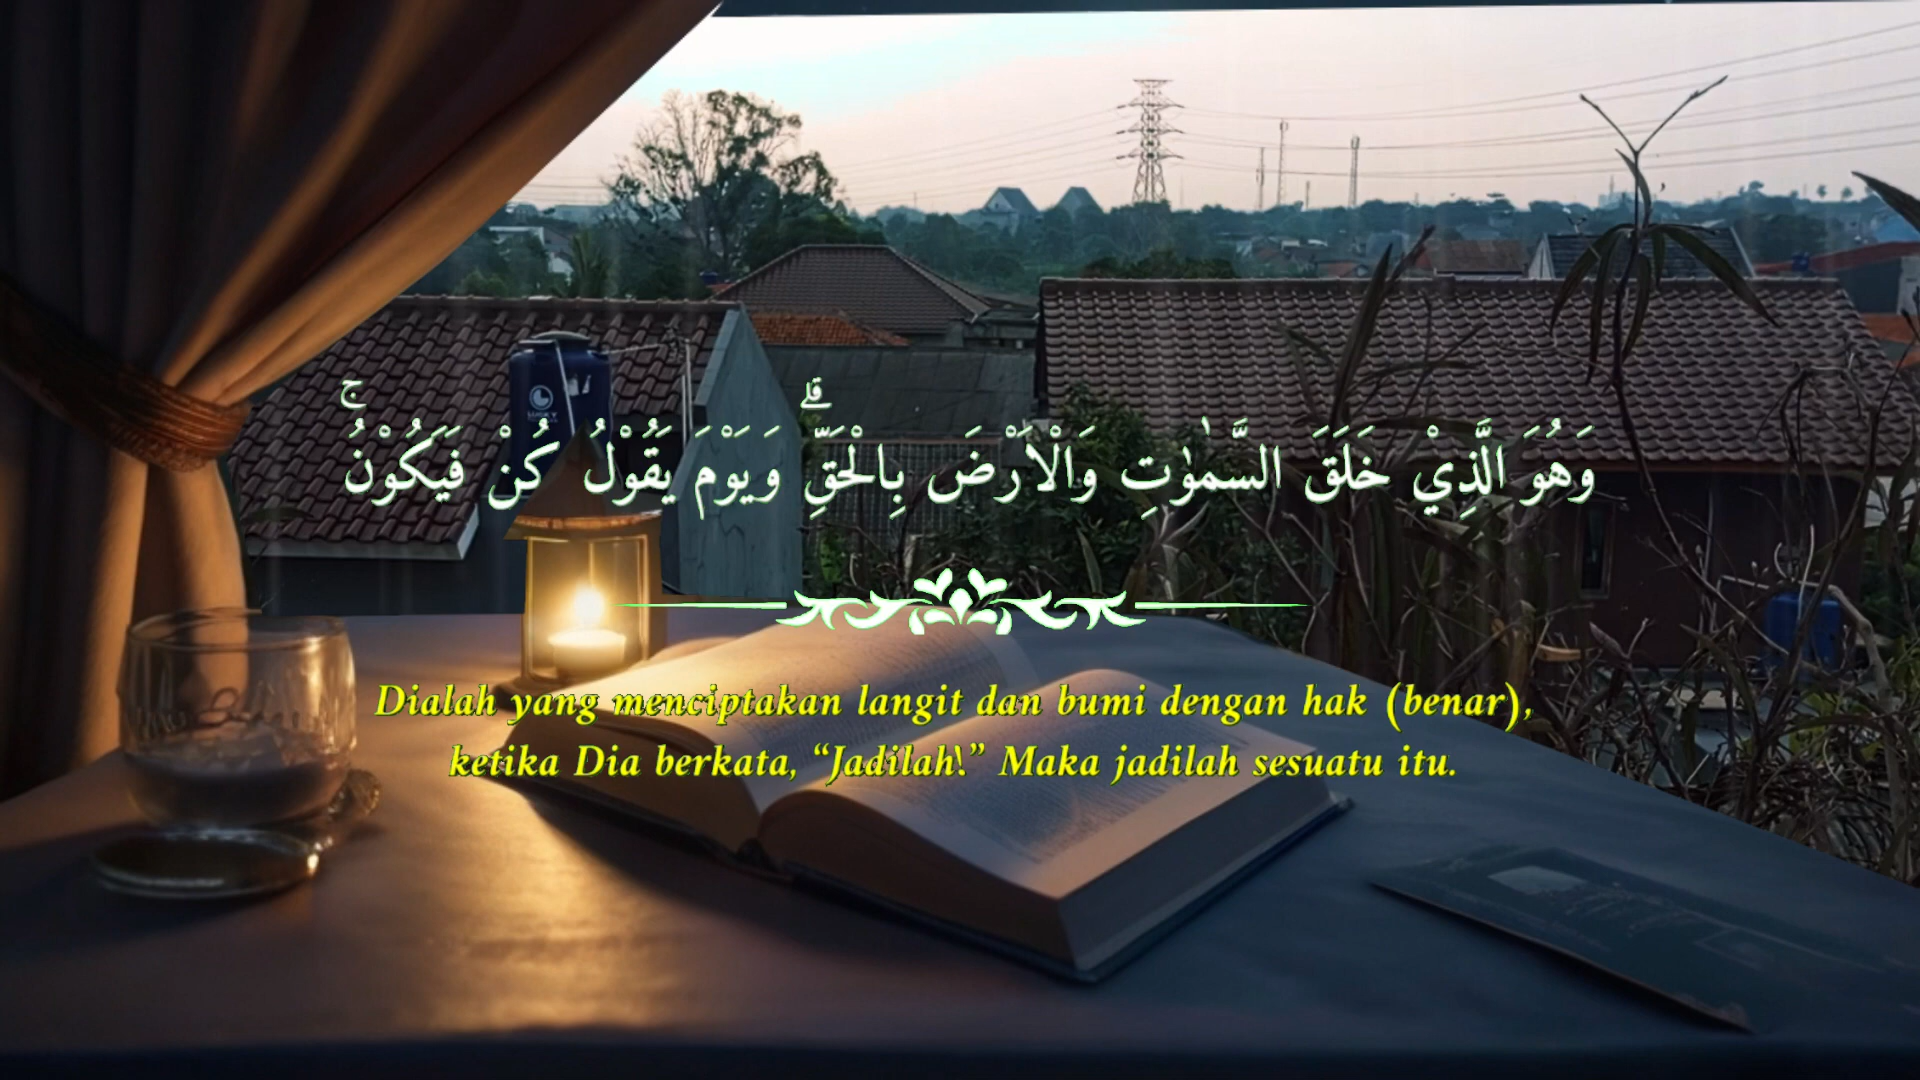 وَهُوَ الَّذِيْ خَلَقَ السَّمٰوٰتِ وَالْاَرْضَ بِالْحَقِّۗ وَيَوْمَ يَقُوْلُ كُنْ فَيَكُوْنُۚ
Dialah yang menciptakan langit dan bumi dengan hak (benar),
ketika Dia berkata, “Jadilah!.” Maka jadilah sesuatu itu.